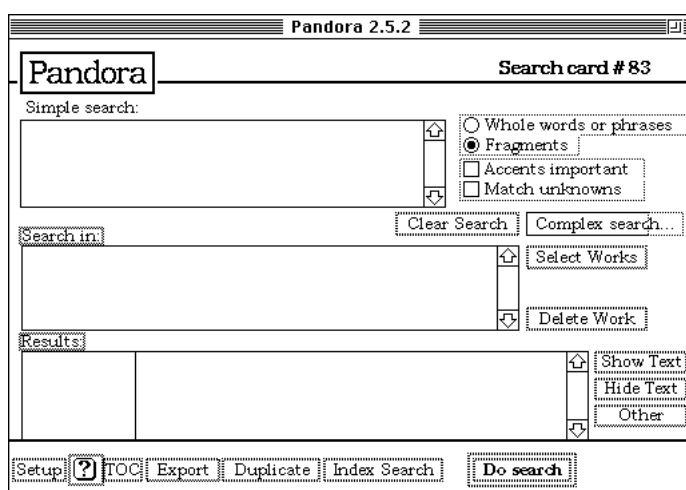 Pandora 2.5.2
Pandora
Search card # 83
Simple search:
Whole words or phrases
Fragments
Accents important
Match unknowns
Clear Search
Complex search...
Search in:
Select Works
Delete Work
Results:
Show Text
Hide Text
Other
Setup ? TOC Export Duplicate Index Search Do search